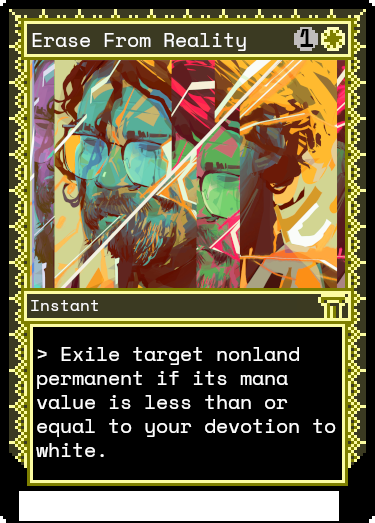 Erase From Reality 1
Instant
> Exile target nonland
permanent if its mana
value is less than or
equal to your devotion to
white.